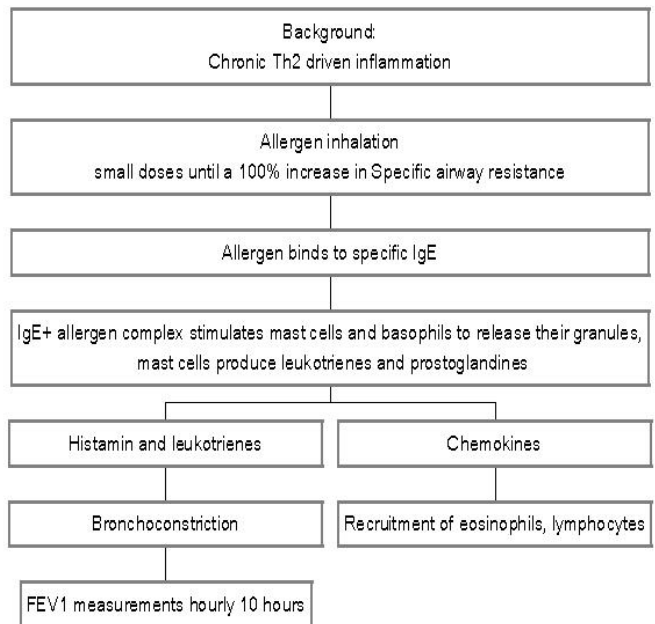 Background:
Chronic Th2 driven inflammation
Allergen inhalation
small doses until a 100% increase in Specific airway resistance
Allergen binds to specific IgE
IgE+ allergen complex stimulates mast cells and basophils to release their granules,
mast cells produce leukotrienes and prostoglandines
Histamin and leukotrienes
Chemokines
Bronchoconstriction
Recruitment of eosinophils, lymphocytes
FEV1 measurements hourly 10 hours